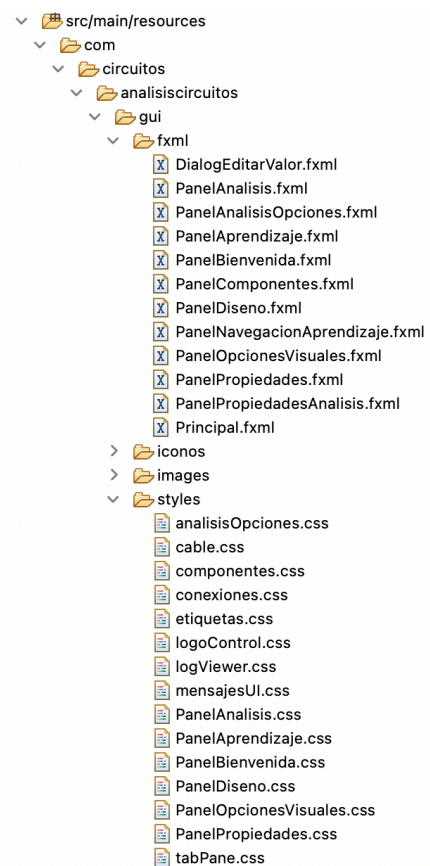 src/main/resources
com
circuitos
analisiscircuitos
gui
fxml
DialogEditarValor.fxml
PanelAnalisis.fxml
PanelAnalisisOpciones.fxml
PanelAprendizaje.fxml
PanelBienvenida.fxml
PanelComponentes.fxml
PanelDiseno.fxml
PanelNavegacionAprendizaje.fxml
PanelOpcionesVisuales.fxml
PanelPropiedades.fxml
PanelPropiedadesAnalisis.fxml
Principal.fxml
iconos
images
styles
analisisOpciones.css
cable.css
componentes.css
conexiones.css
etiquetas.css
logoControl.css
logViewer.css
mensajesUI.css
PanelAnalisis.css
PanelAprendizaje.css
PanelBienvenida.css
PanelDiseno.css
PanelOpcionesVisuales.css
PanelPropiedades.css
tabPane.css